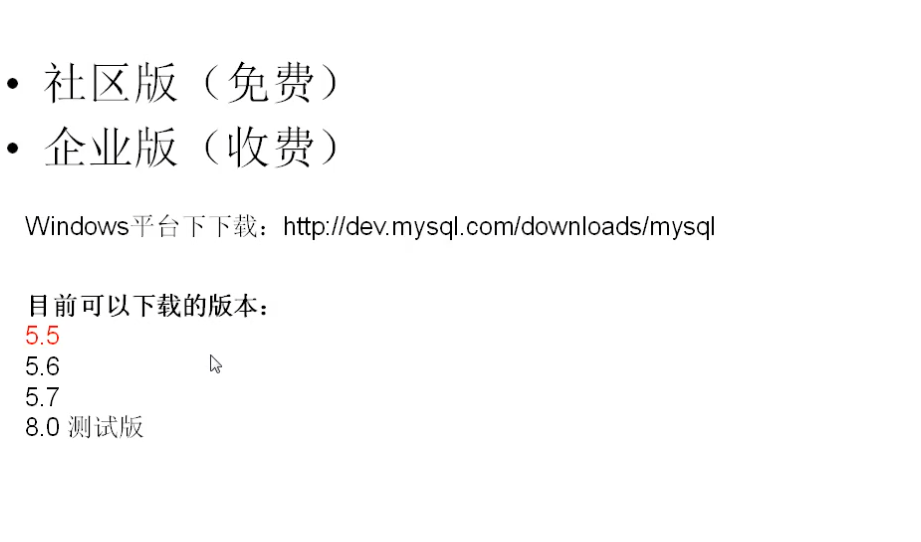 • 社区版（免费）
• 企业版（收费）
Windows平台下下载：http://dev.mysql.com/downloads/mysql
目前可以下载的版本：
5.5
5.6
5.7
8.0 测试版